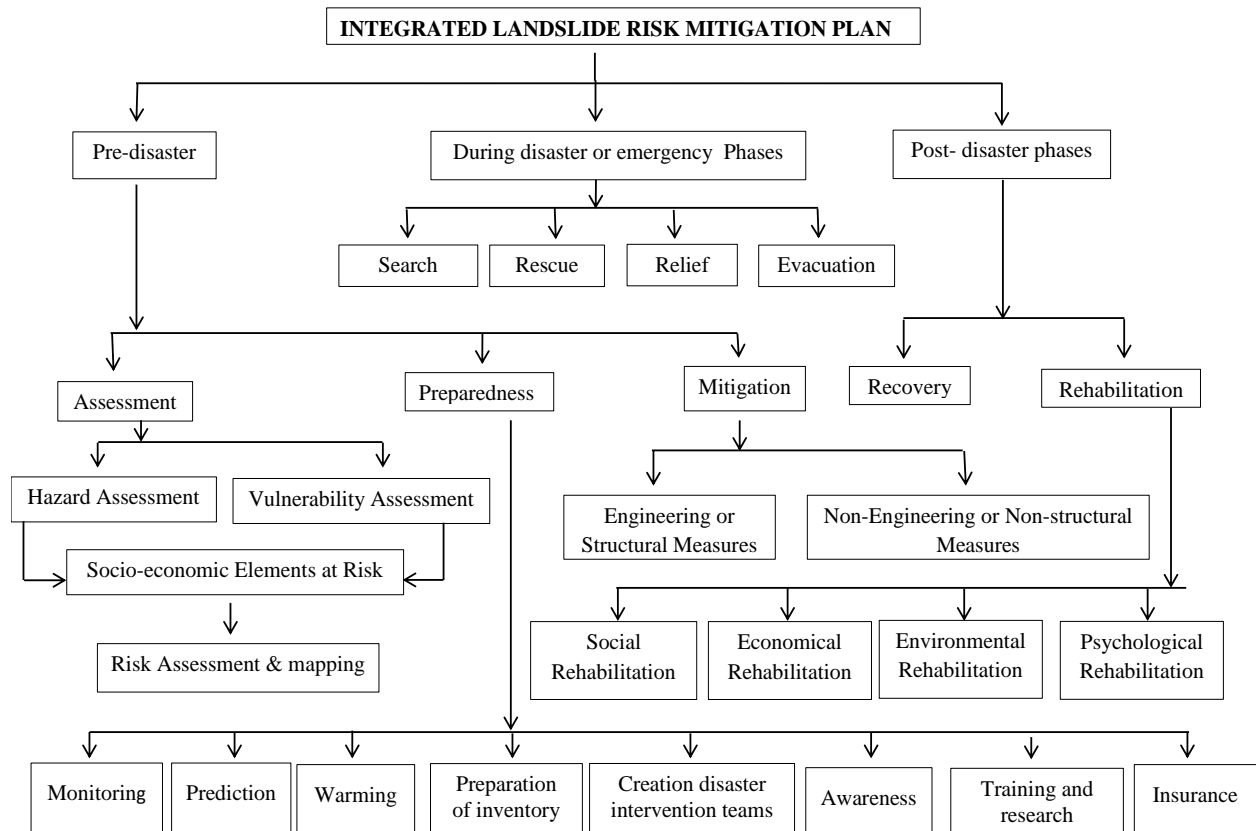 INTEGRATED LANDSLIDE RISK MITIGATION PLAN
Pre-disaster
During disaster or emergency Phases
Post- disaster phases
Search
Rescue
Relief
Evacuation
Assessment
Preparedness
Mitigation
Recovery
Rehabilitation
Hazard Assessment
Vulnerability Assessment
Engineering or
Structural Measures
Non-Engineering or Non-structural
Measures
Socio-economic Elements at Risk
Risk Assessment & mapping
Social
Rehabilitation
Economical
Rehabilitation
Environmental
Rehabilitation
Psychological
Rehabilitation
Monitoring
Prediction
Warming
Preparation
of inventory
Creation disaster
intervention teams
Awareness
Training and
research
Insurance